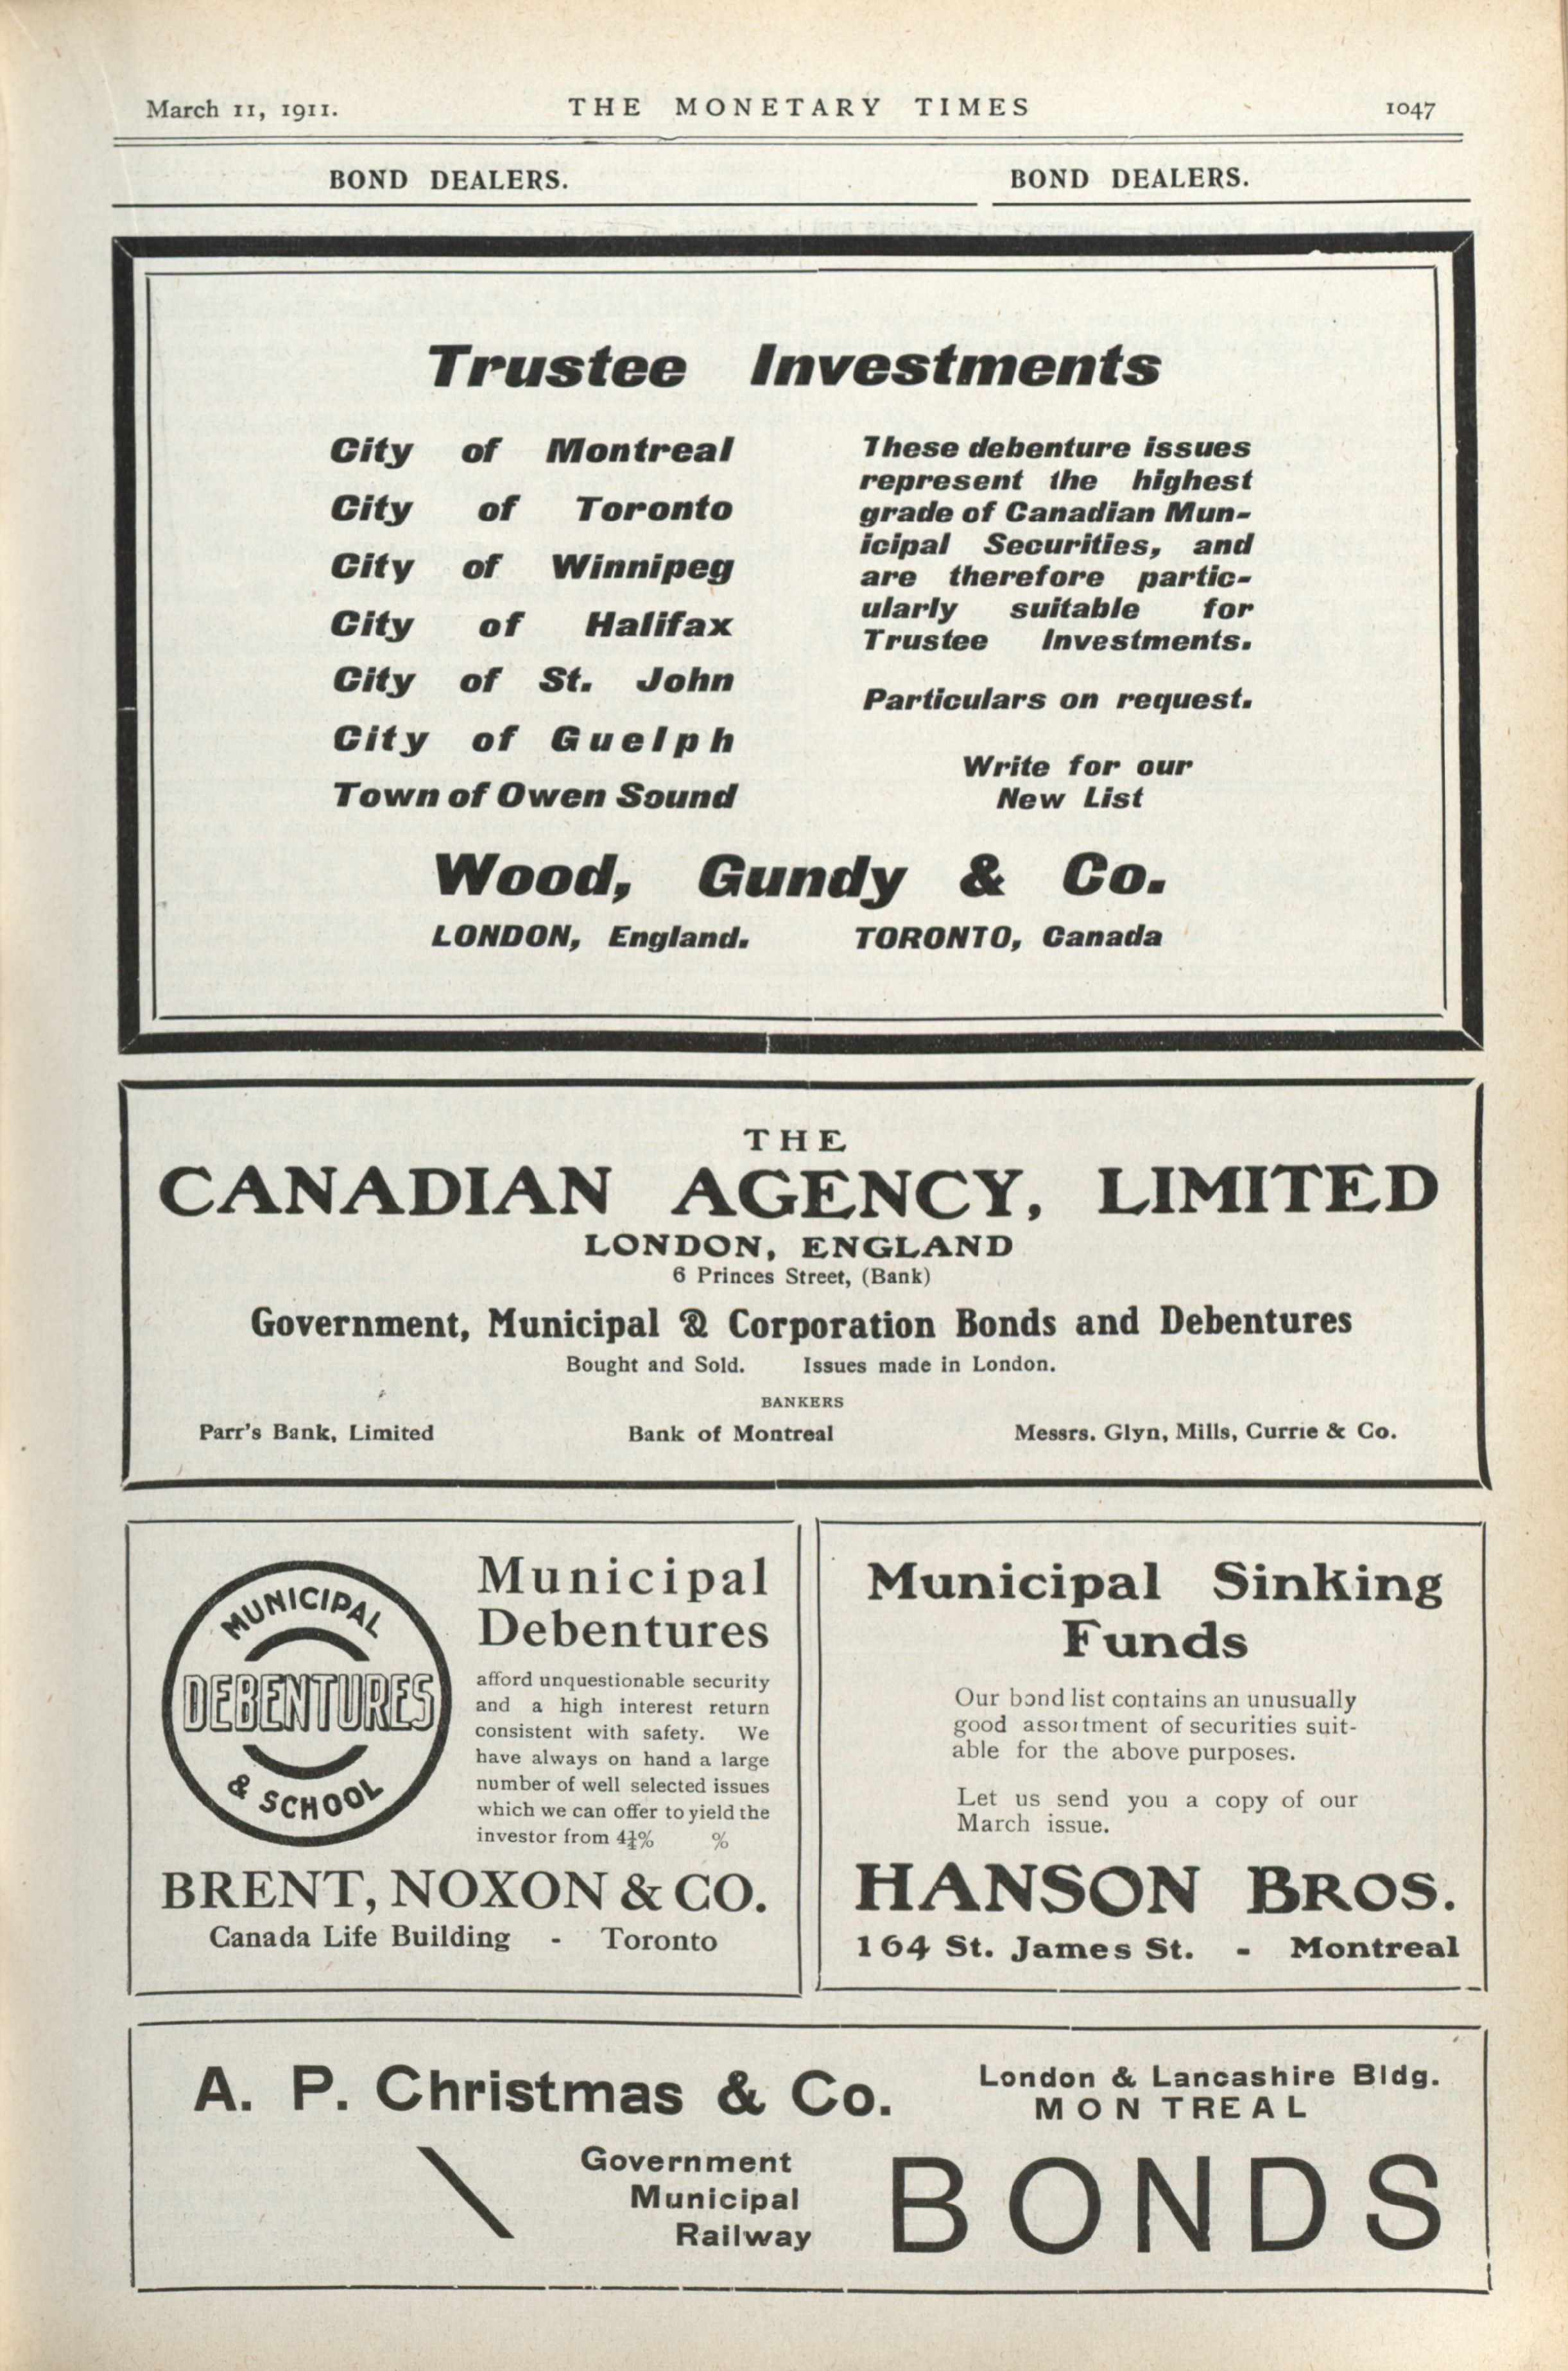 March 11, 1911.
THE MONETARY TIMES
1047
BOND DEALERS.
BOND DEALERS.
Trustee Investments
City of Montreal
City of Toronto
City of Winnipeg
City of Halifax
City of St. John
City of Guelph
Town of Owen Sound
These debenture issues
represent the highest
grade of Canadian Mun-
icipal Securities, and
are therefore partic-
ularly suitable for
Trustee Investments.
Particulars on request.
Write for our
New List
Wood, Gundy & Co.
LONDON, England. TORONTO, Canada
THE
CANADIAN AGENCY, LIMITED
LONDON, ENGLAND
6 Princes Street, (Bank)
Government, Municipal & Corporation Bonds and Debentures
Bought and Sold. Issues made in London.
BANKERS
Parr's Bank, Limited
Bank of Montreal
Messrs. Glyn, Mills, Currie & Co.
MUNICIPAL
DEBENTURES
& SCHOOL
Municipal
Debentures
afford unquestionable security
and a high interest return
consistent with safety. We
have always on hand a large
number of well selected issues
which we can offer to yield the
investor from %
BRENT, NOXON & CO.
Canada Life Building - Toronto
Municipal Sinking
Funds
Our bond list contains an unusually
good assortment of securities suit-
able for the above purposes.
Let us send you a copy of our
March issue.
HANSON BROS.
164 St. James St. - Montreal
A. P. Christmas & Co.
London & Lancashire Bldg.
MONTREAL
Government
Municipal
Railway
BONDS